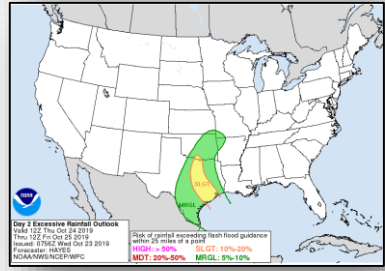 SLGT
MRGL
NOAA
Day 2 Excessive Rainfall Outlook
Valid 12Z Thu Oct 24 2019
Thru 12Z Fri Oct 25 2019
Issued: 0756Z Wed Oct 23 2019
Forecaster: HAYES
NOAA/NWS/NCEP/WPC
Risk of rainfall exceeding flash flood guidance
within 25 miles of a point
HIGH: > 50% SLGT: 10%-20%
MDT: 20%-50% MRGL: 5%-10%